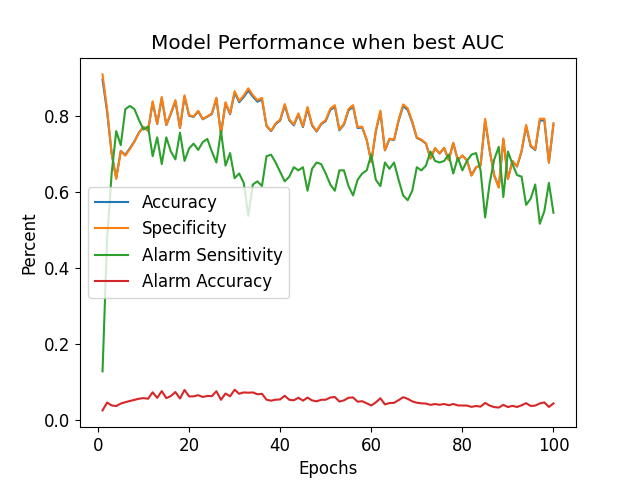 Model Performance when best AUC
0.8
0.6
0.4
0.2
0.0
Percent
Accuracy
Specificity
Alarm Sensitivity
Alarm Accuracy
0 20 40 60 80 100
Epochs